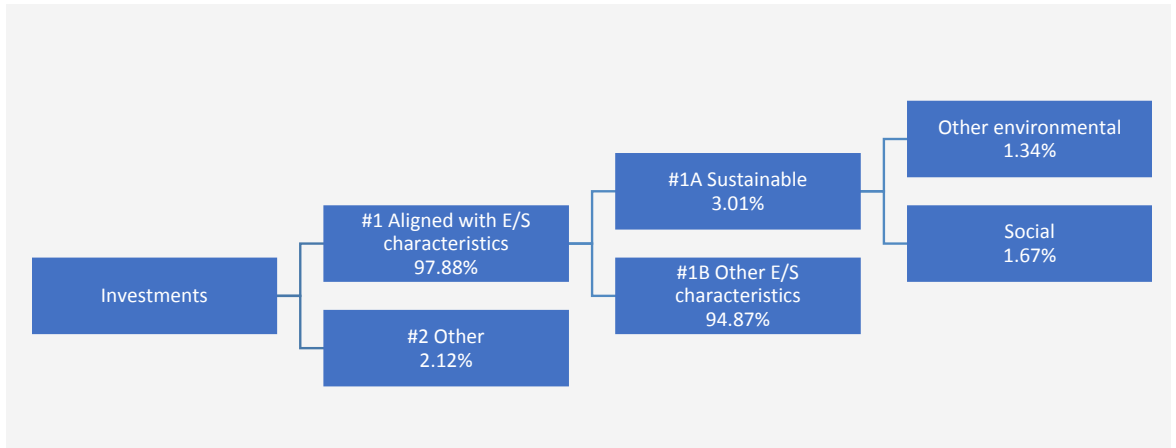 Investments
#1 Aligned with E/S
characteristics
97.88%
#2 Other
2.12%
#1A Sustainable
3.01%
#1B Other E/S
characteristics
94.87%
Other environmental
1.34%
Social
1.67%